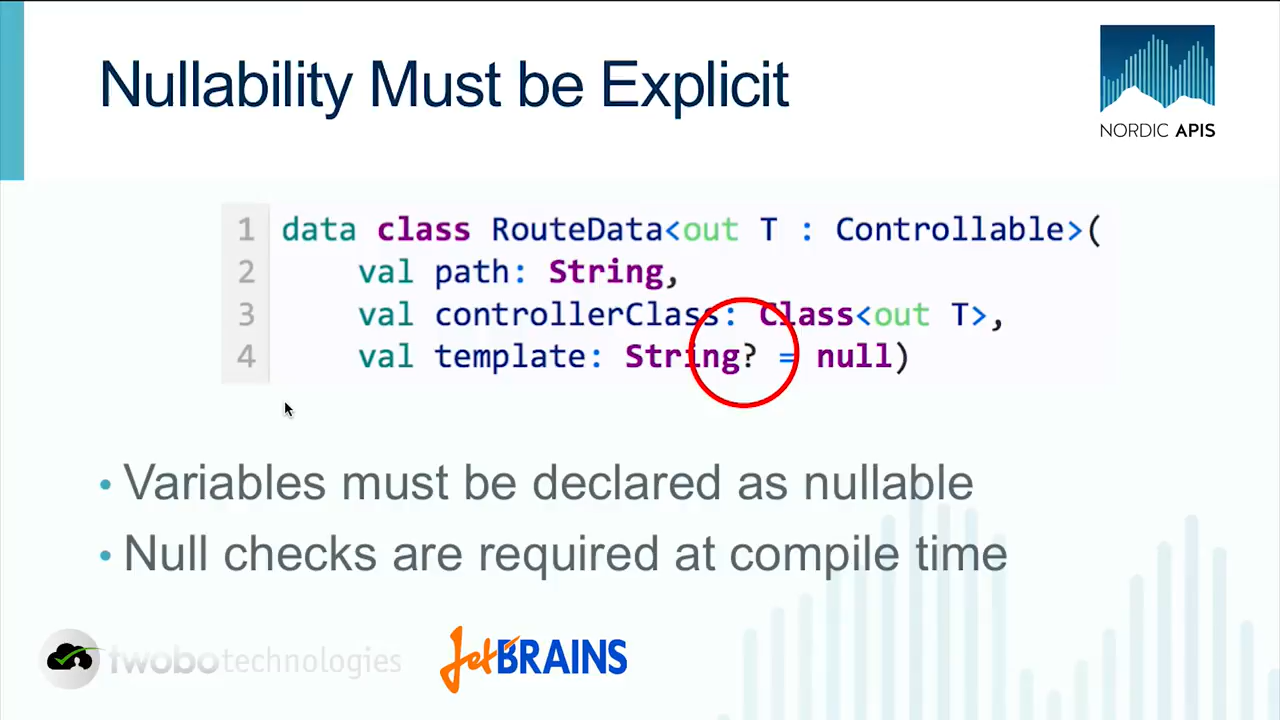 Nullability Must be Explicit
NORDIC APIS
1 data class RouteData<out T : Controllable>(
2 val path: String,
3 val controllerClass: Class<out T>,
4 val template: String? = null)
• Variables must be declared as nullable
• Null checks are required at compile time
twobotechnologies
JetBRAINS